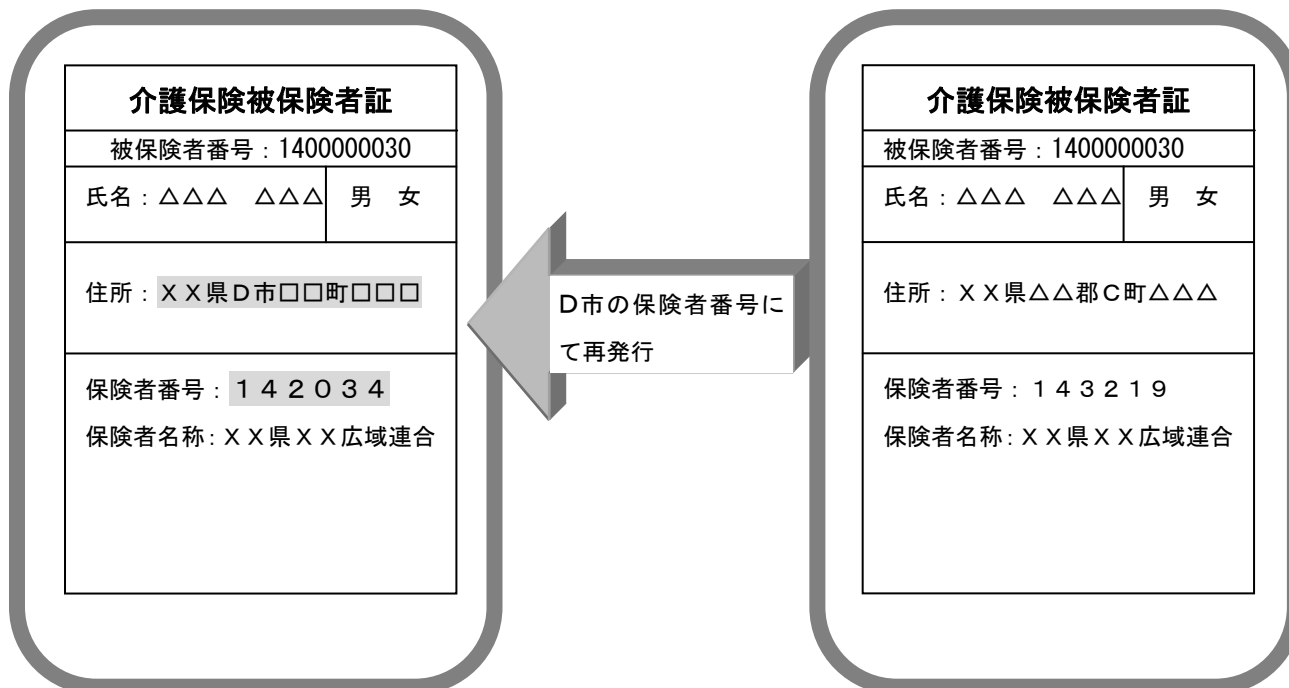 介護保険被保険者証
被保険者番号：1400000030
氏名：△△△　△△△　男　女
住所：ＸＸ県Ｄ市□□町□□□
保険者番号：１４２０３４
保険者名称：ＸＸ県ＸＸ広域連合
D市の保険者番号に
て再発行
介護保険被保険者証
被保険者番号：1400000030
氏名：△△△　△△△　男　女
住所：ＸＸ県△△郡Ｃ町△△△
保険者番号：１４３２１９
保険者名称：ＸＸ県ＸＸ広域連合